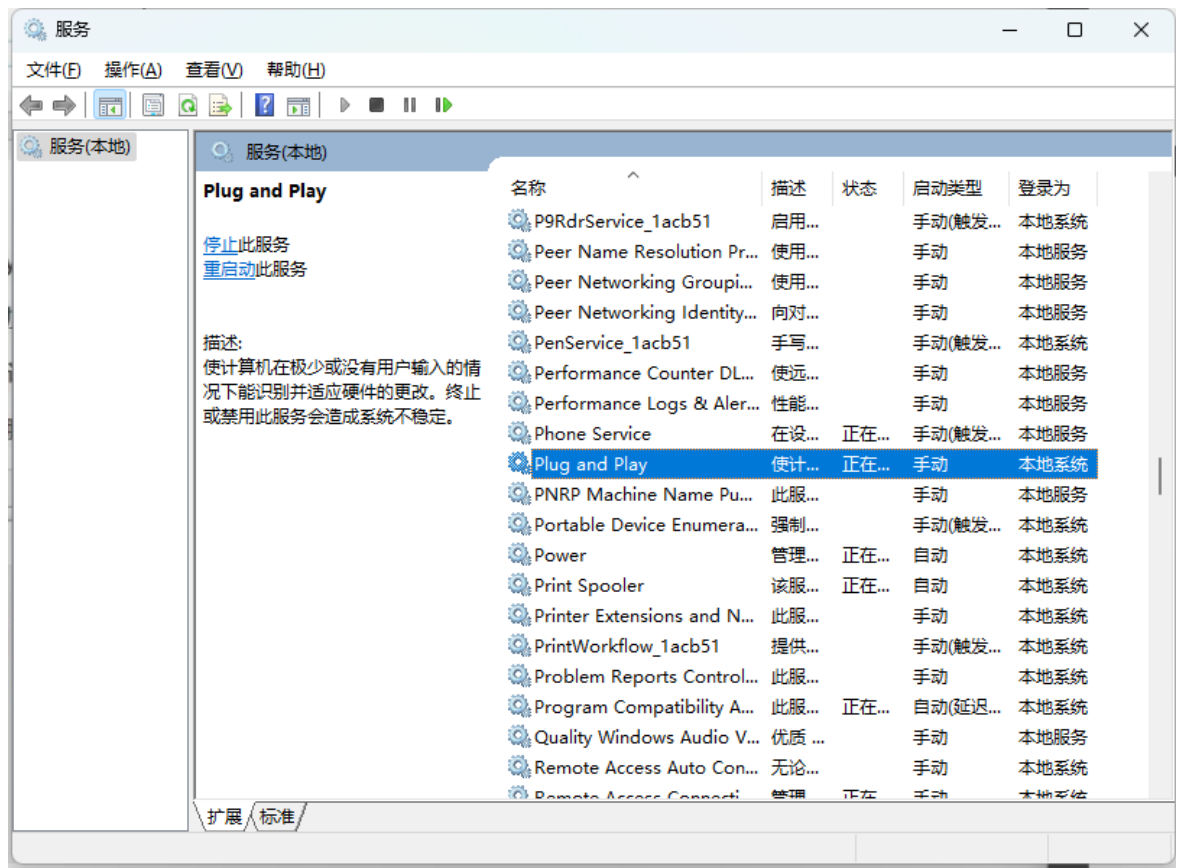 服务
文件(F) 操作(A) 查看(V) 帮助(H)
服务(本地)
服务(本地)
Plug and Play
停止此服务
重启动此服务
描述:
使计算机在极少或没有用户输入的情
况下能识别并适应硬件的更改。终止
或禁用此服务会造成系统不稳定。
名称 描述 状态 启动类型 登录为
P9RdrService_1acb51 启用... 手动(触发... 本地系统
Peer Name Resolution Pr... 使用... 手动 本地服务
Peer Networking Groupi... 使用... 手动 本地服务
Peer Networking Identity... 向对... 手动 本地服务
PenService_1acb51 手写... 手动(触发... 本地系统
Performance Counter DL... 使远... 手动 本地服务
Performance Logs & Aler... 性能... 手动 本地服务
Phone Service 在设... 正在... 手动(触发... 本地服务
Plug and Play 使计... 正在... 手动 本地系统
PNRP Machine Name Pu... 此服... 手动 本地服务
Portable Device Enumera... 强制... 手动(触发... 本地系统
Power 管理... 正在... 自动 本地系统
Print Spooler 该服... 正在... 自动 本地系统
Printer Extensions and N... 此服... 手动 本地系统
PrintWorkflow_1acb51 提供... 手动(触发... 本地系统
Problem Reports Control... 此服... 手动 本地系统
Program Compatibility A... 此服... 正在... 自动(延迟... 本地系统
Quality Windows Audio V... 优质 ... 手动 本地服务
Remote Access Auto Con... 无论... 手动 本地系统
Remote Access Connecti... 管理... 正在... 手动 本地系统
扩展 标准